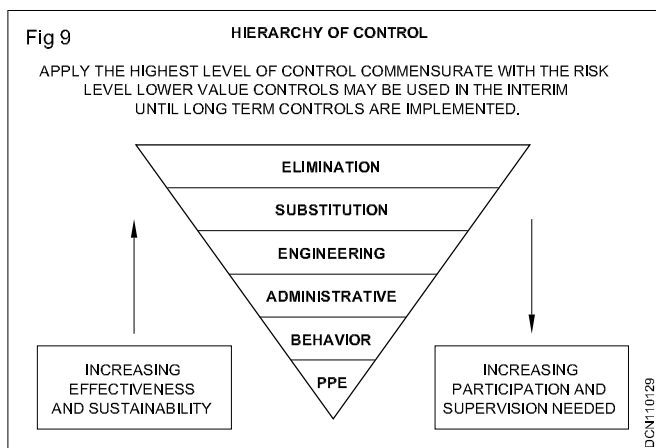 Fig 9
HIERARCHY OF CONTROL
APPLY THE HIGHEST LEVEL OF CONTROL COMMENSURATE WITH THE RISK
LEVEL LOWER VALUE CONTROLS MAY BE USED IN THE INTERIM
UNTIL LONG TERM CONTROLS ARE IMPLEMENTED.
ELIMINATION
SUBSTITUTION
ENGINEERING
ADMINISTRATIVE
BEHAVIOR
PPE
INCREASING
EFFECTIVENESS
AND SUSTAINABILITY
INCREASING
PARTICIPATION AND
SUPERVISION NEEDED
DCN110129